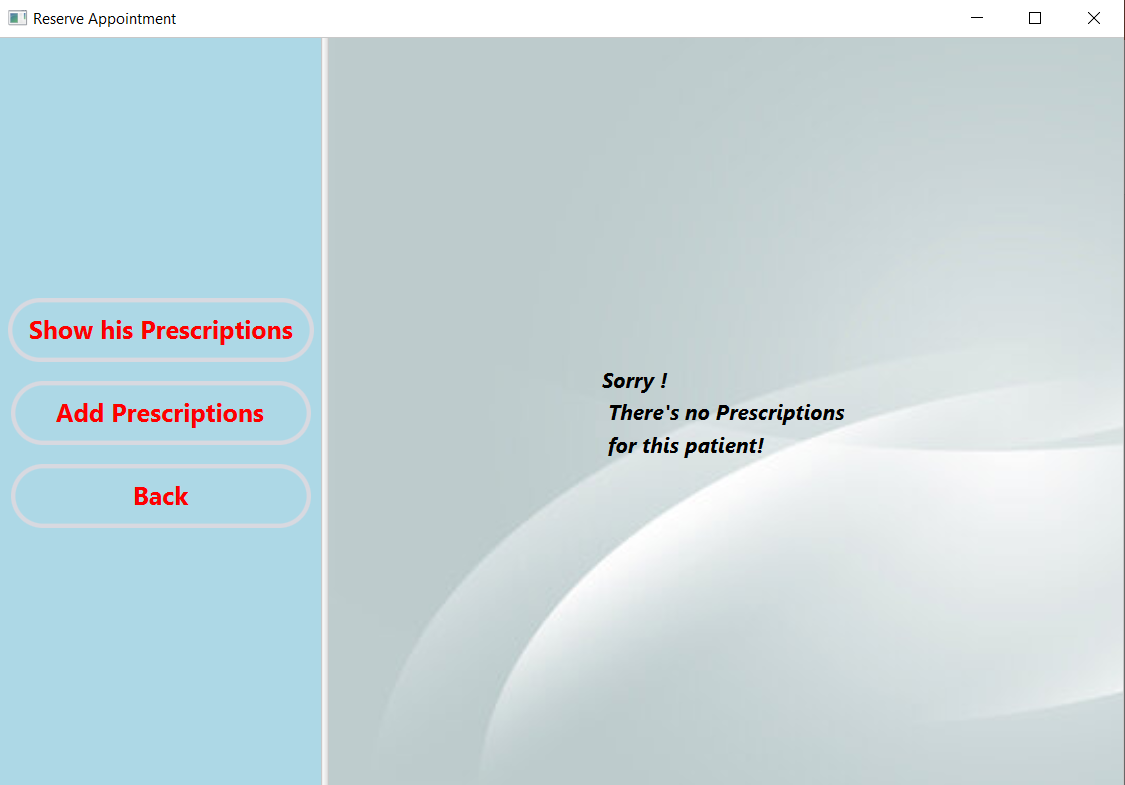 Reserve Appointment
Show his Prescriptions
Add Prescriptions
Back
Sorry !
There's no Prescriptions
for this patient!